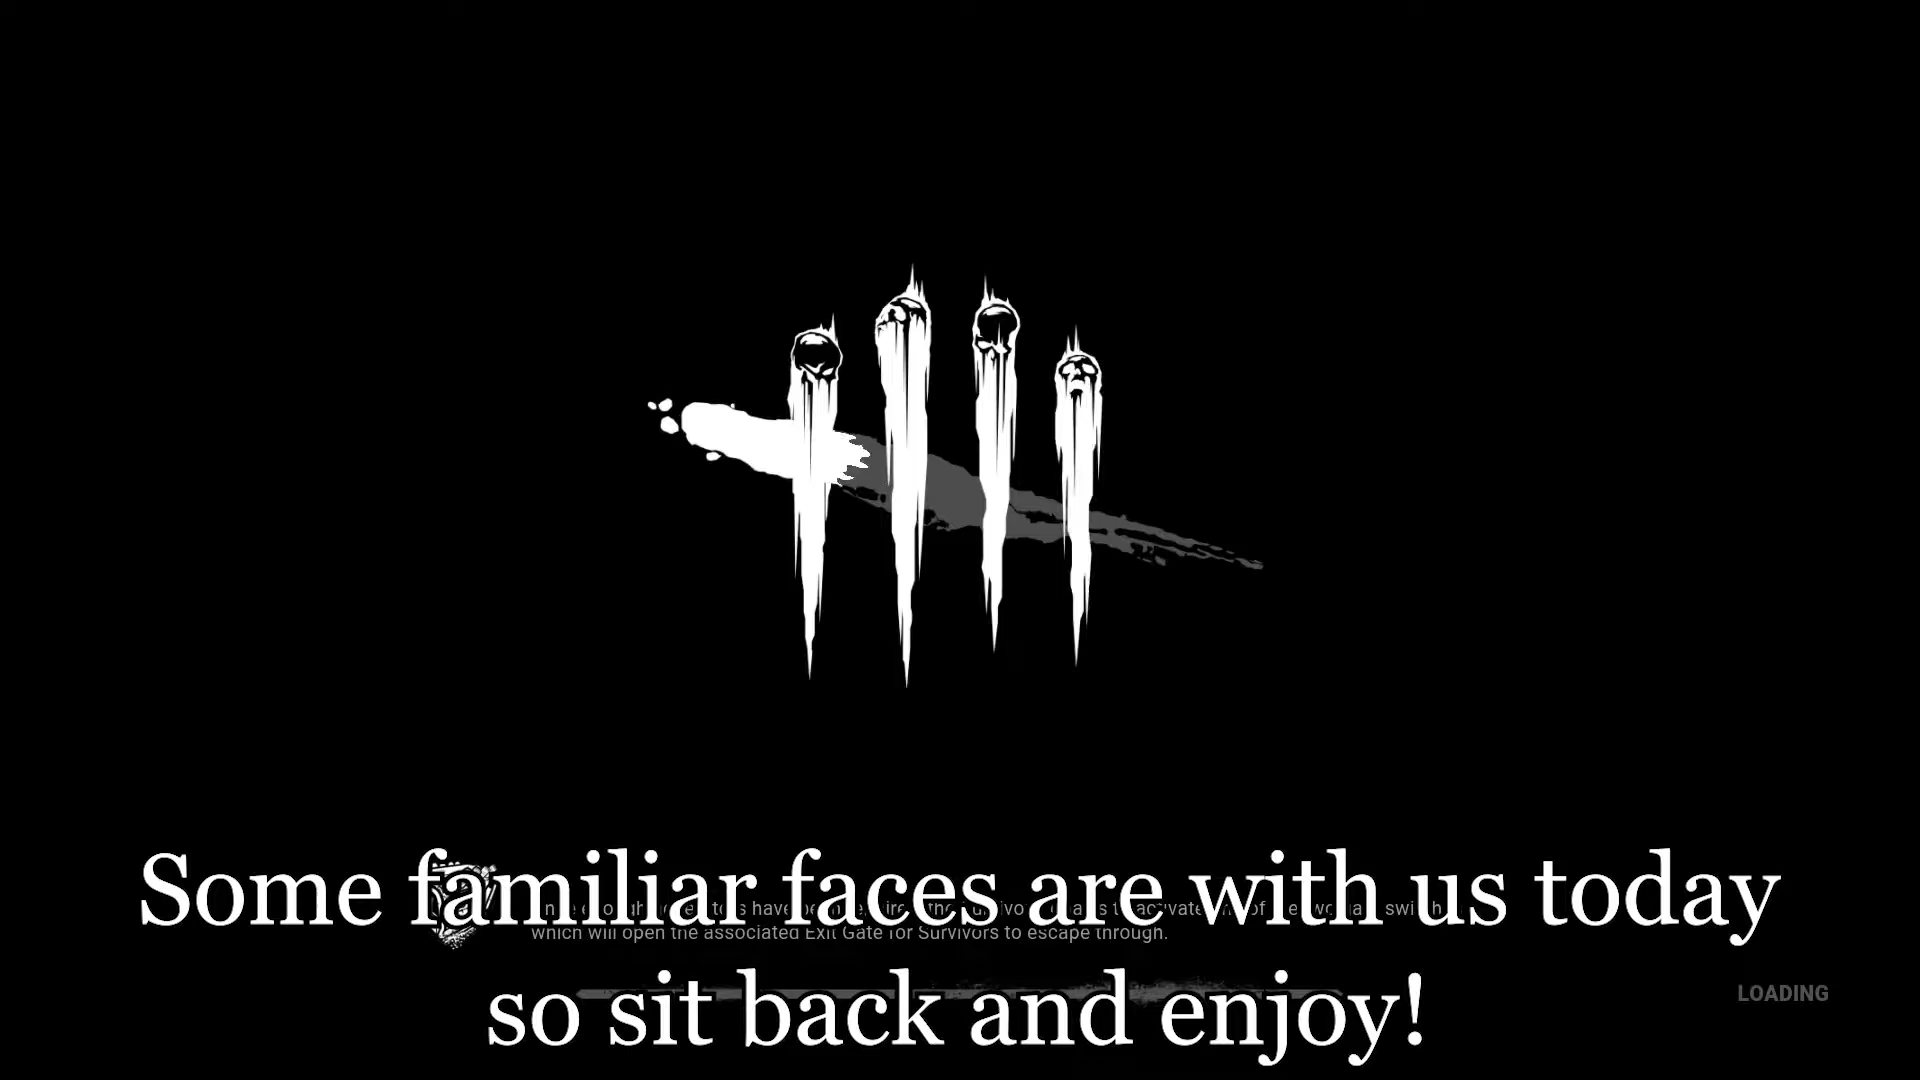 Some familiar faces are with us today
which will open the associated Exit Gate for Survivors to escape through.
so sit back and enjoy!
LOADING